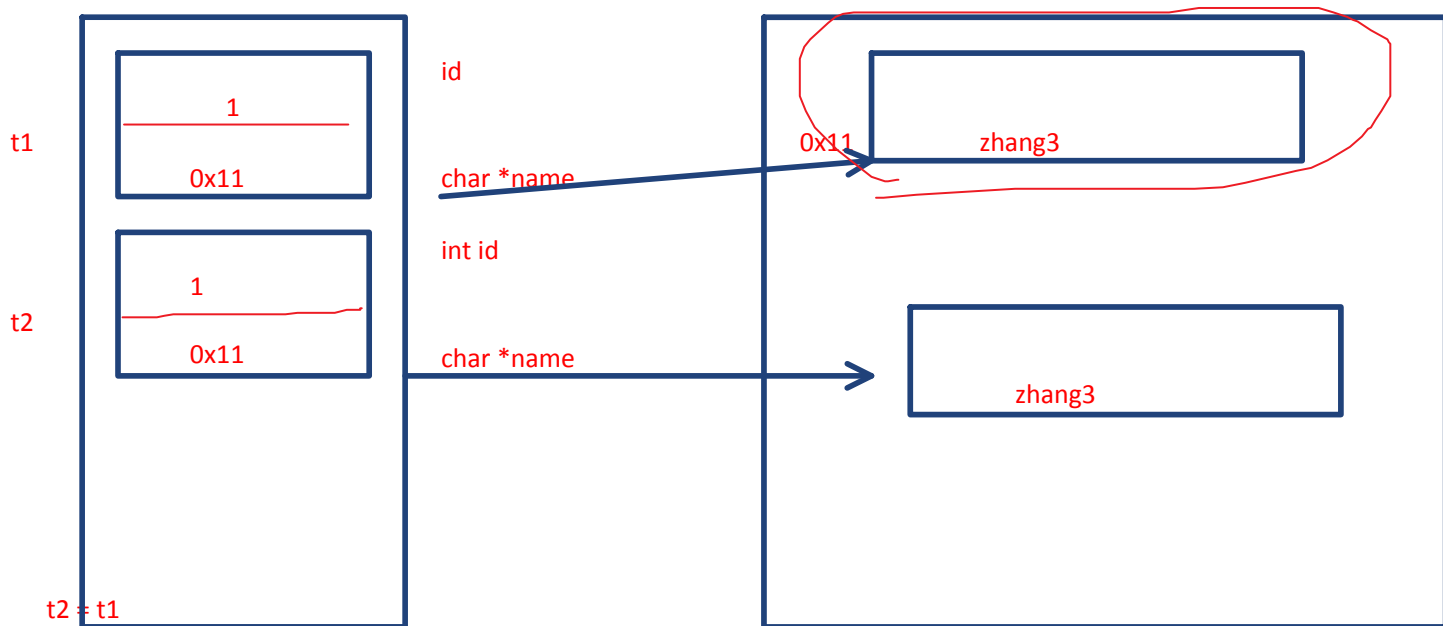 id
1
t1
0x11
zhang3
0x11
char *name
int id
1
t2
0x11
char *name
zhang3
t2 = t1